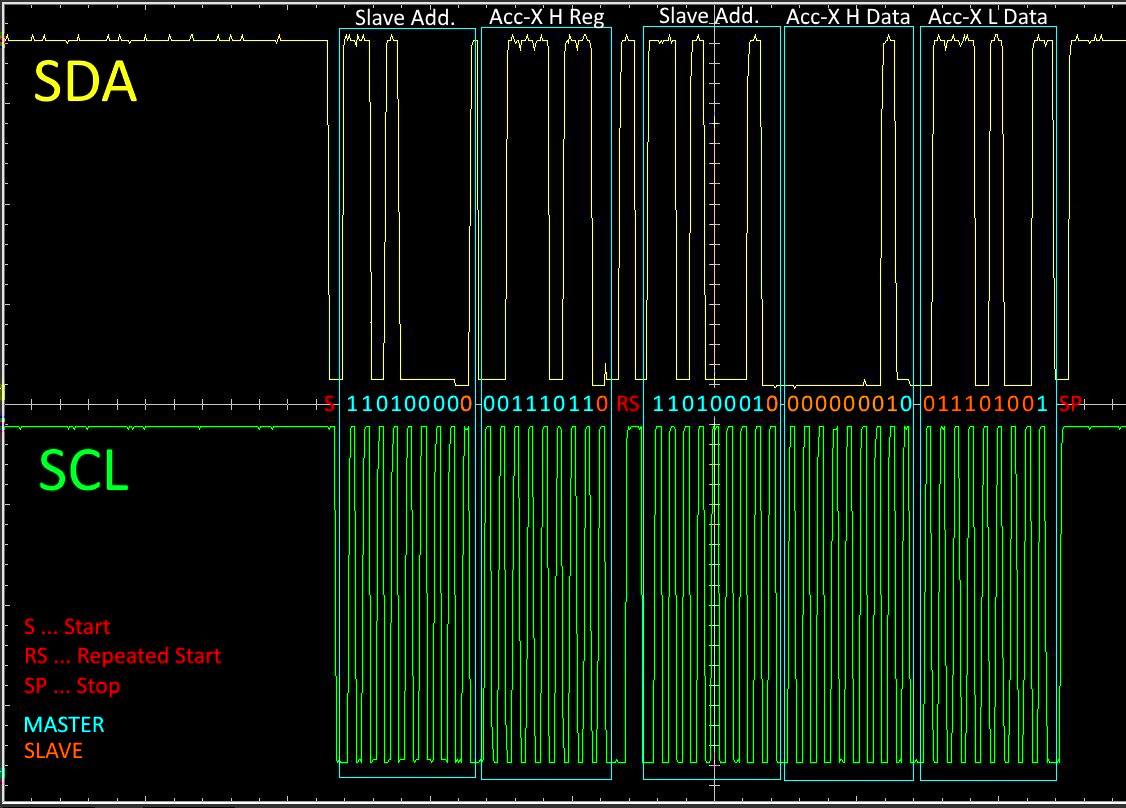 Slave Add. Acc-X H Reg Slave Add. Acc-X H Data Acc-X L Data
SDA
S 110100000 001110110 RS 110100010 000000010 011101001 SP
SCL
S ... Start
RS ... Repeated Start
SP ... Stop
MASTER
SLAVE